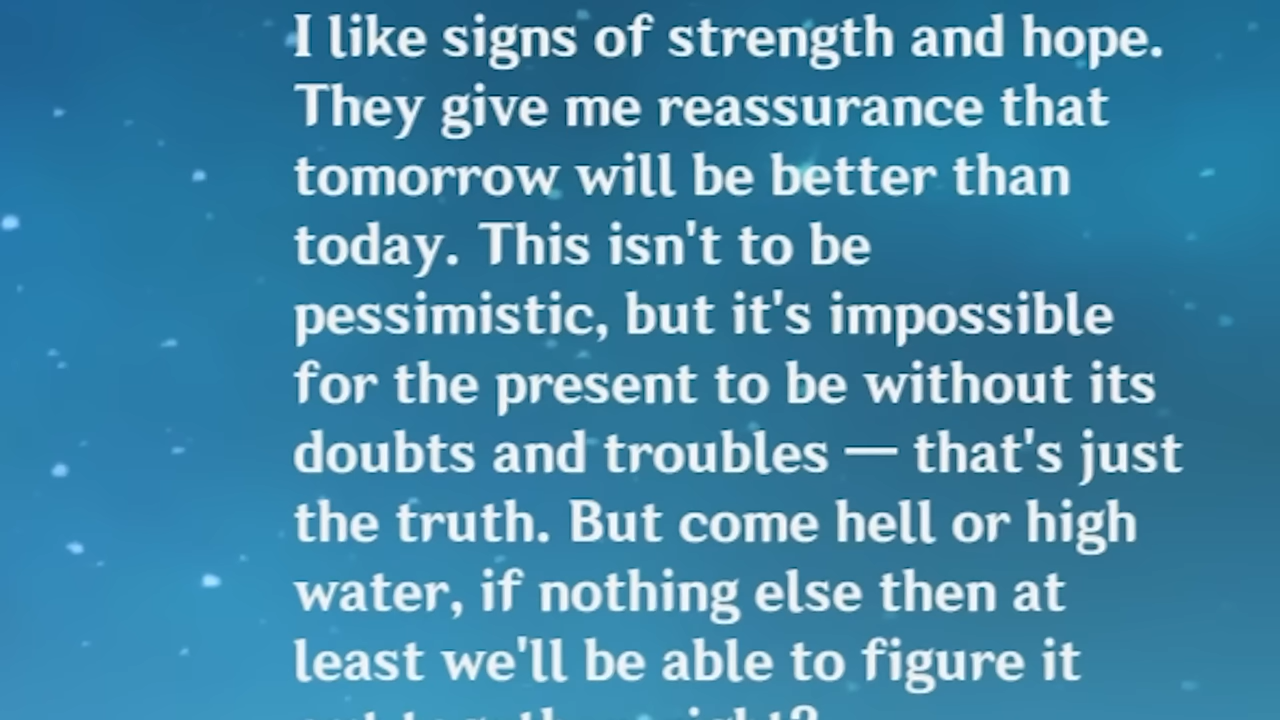 I like signs of strength and hope.
They give me reassurance that
tomorrow will be better than
today. This isn't to be
pessimistic, but it's impossible
for the present to be without its
doubts and troubles — that's just
the truth. But come hell or high
water, if nothing else then at
least we'll be able to figure it